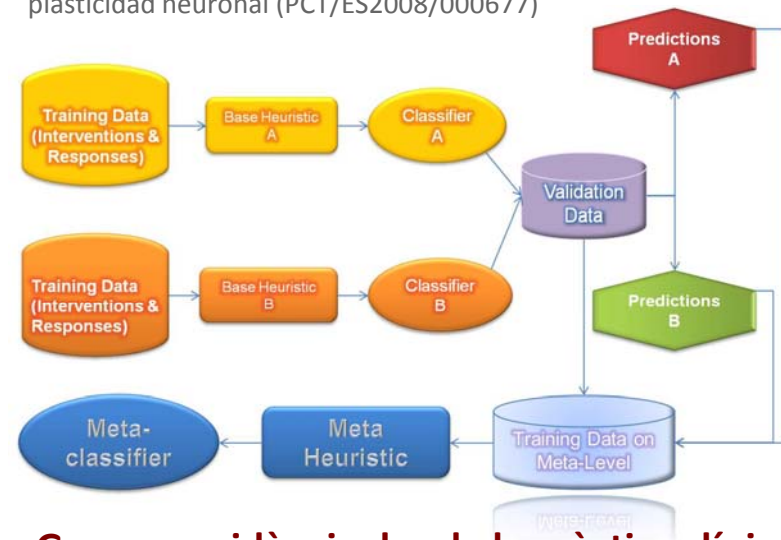 plasticidad neuronal (PCT/ES2008/000677)
Predictions
A
Training Data
(Interventions &
Responses)
Base Heuristic
A
Classifier
A
Validation
Data
Training Data
(Interventions &
Responses)
Base Heuristic
B
Classifier
B
Predictions
B
Meta-
classifier
Meta
Heuristic
Training Data on
Meta-Level